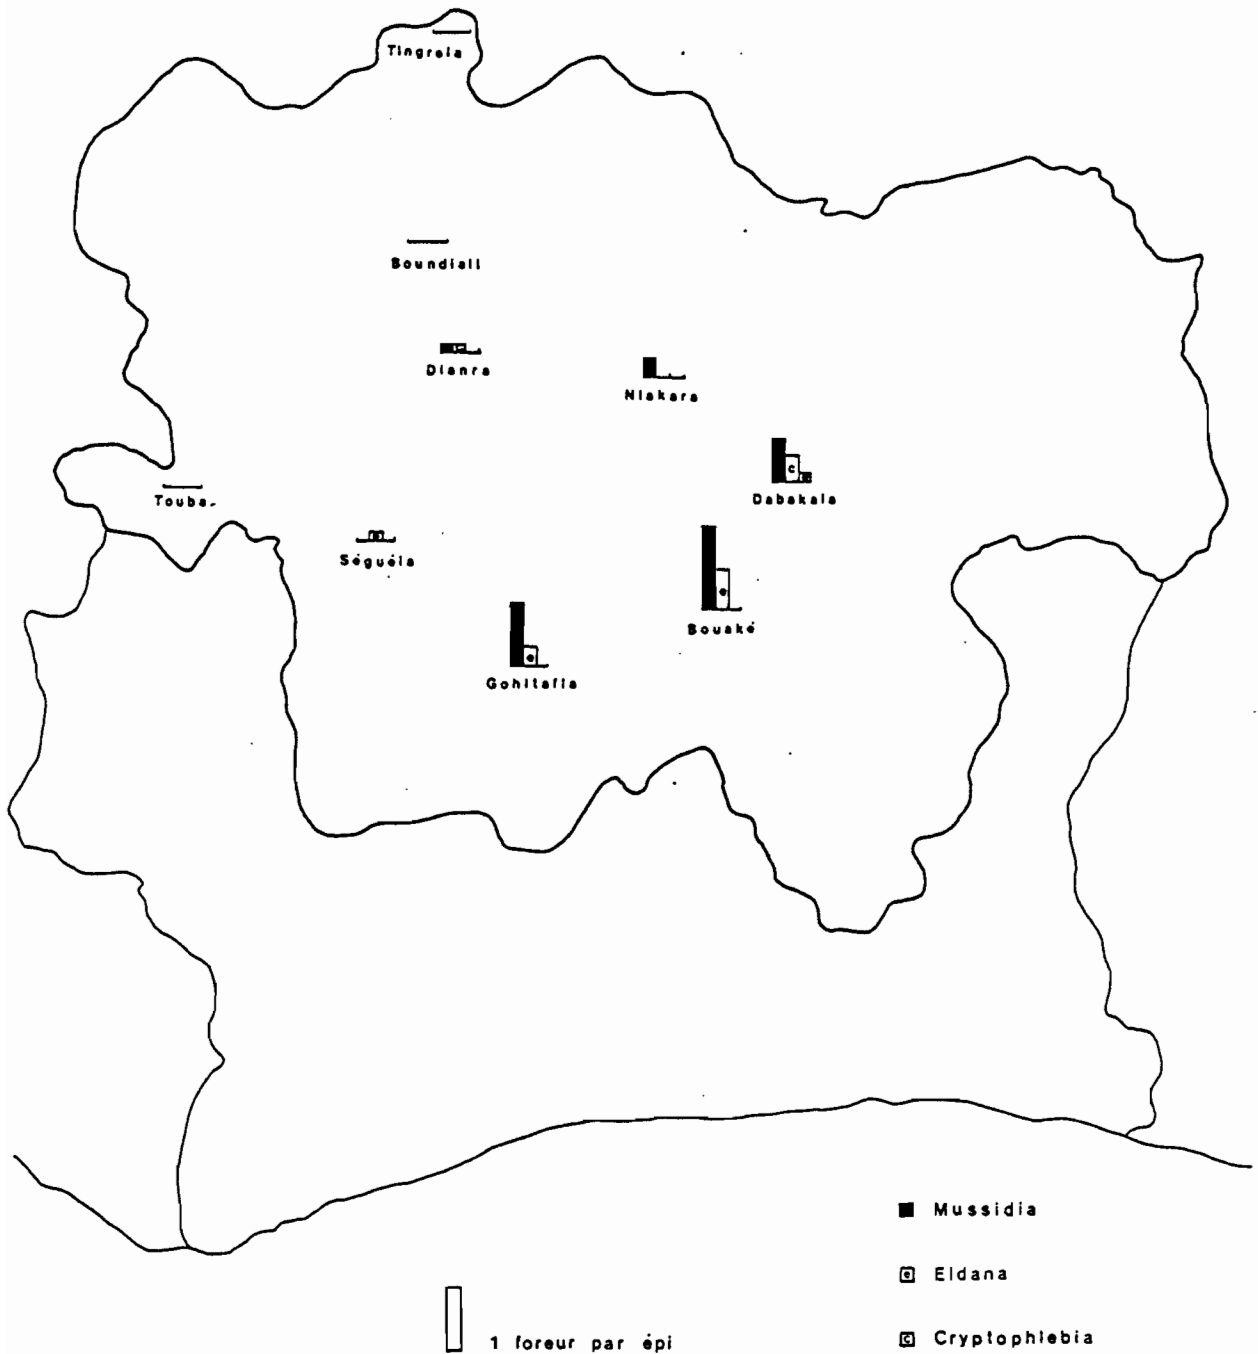 Tingrela
Boundiali
Dianra
Niakara
Dabakala
c
Touba
Séguéla
e
Bouaké
e
Gohitafla
Mussidia
e Eldana
1 foreur par épi
c Cryptophlebia